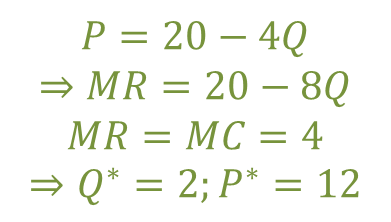 P = 20 − 4Q
⇒ MR = 20 − 8Q
MR = MC = 4
⇒ Q* = 2; P* = 12